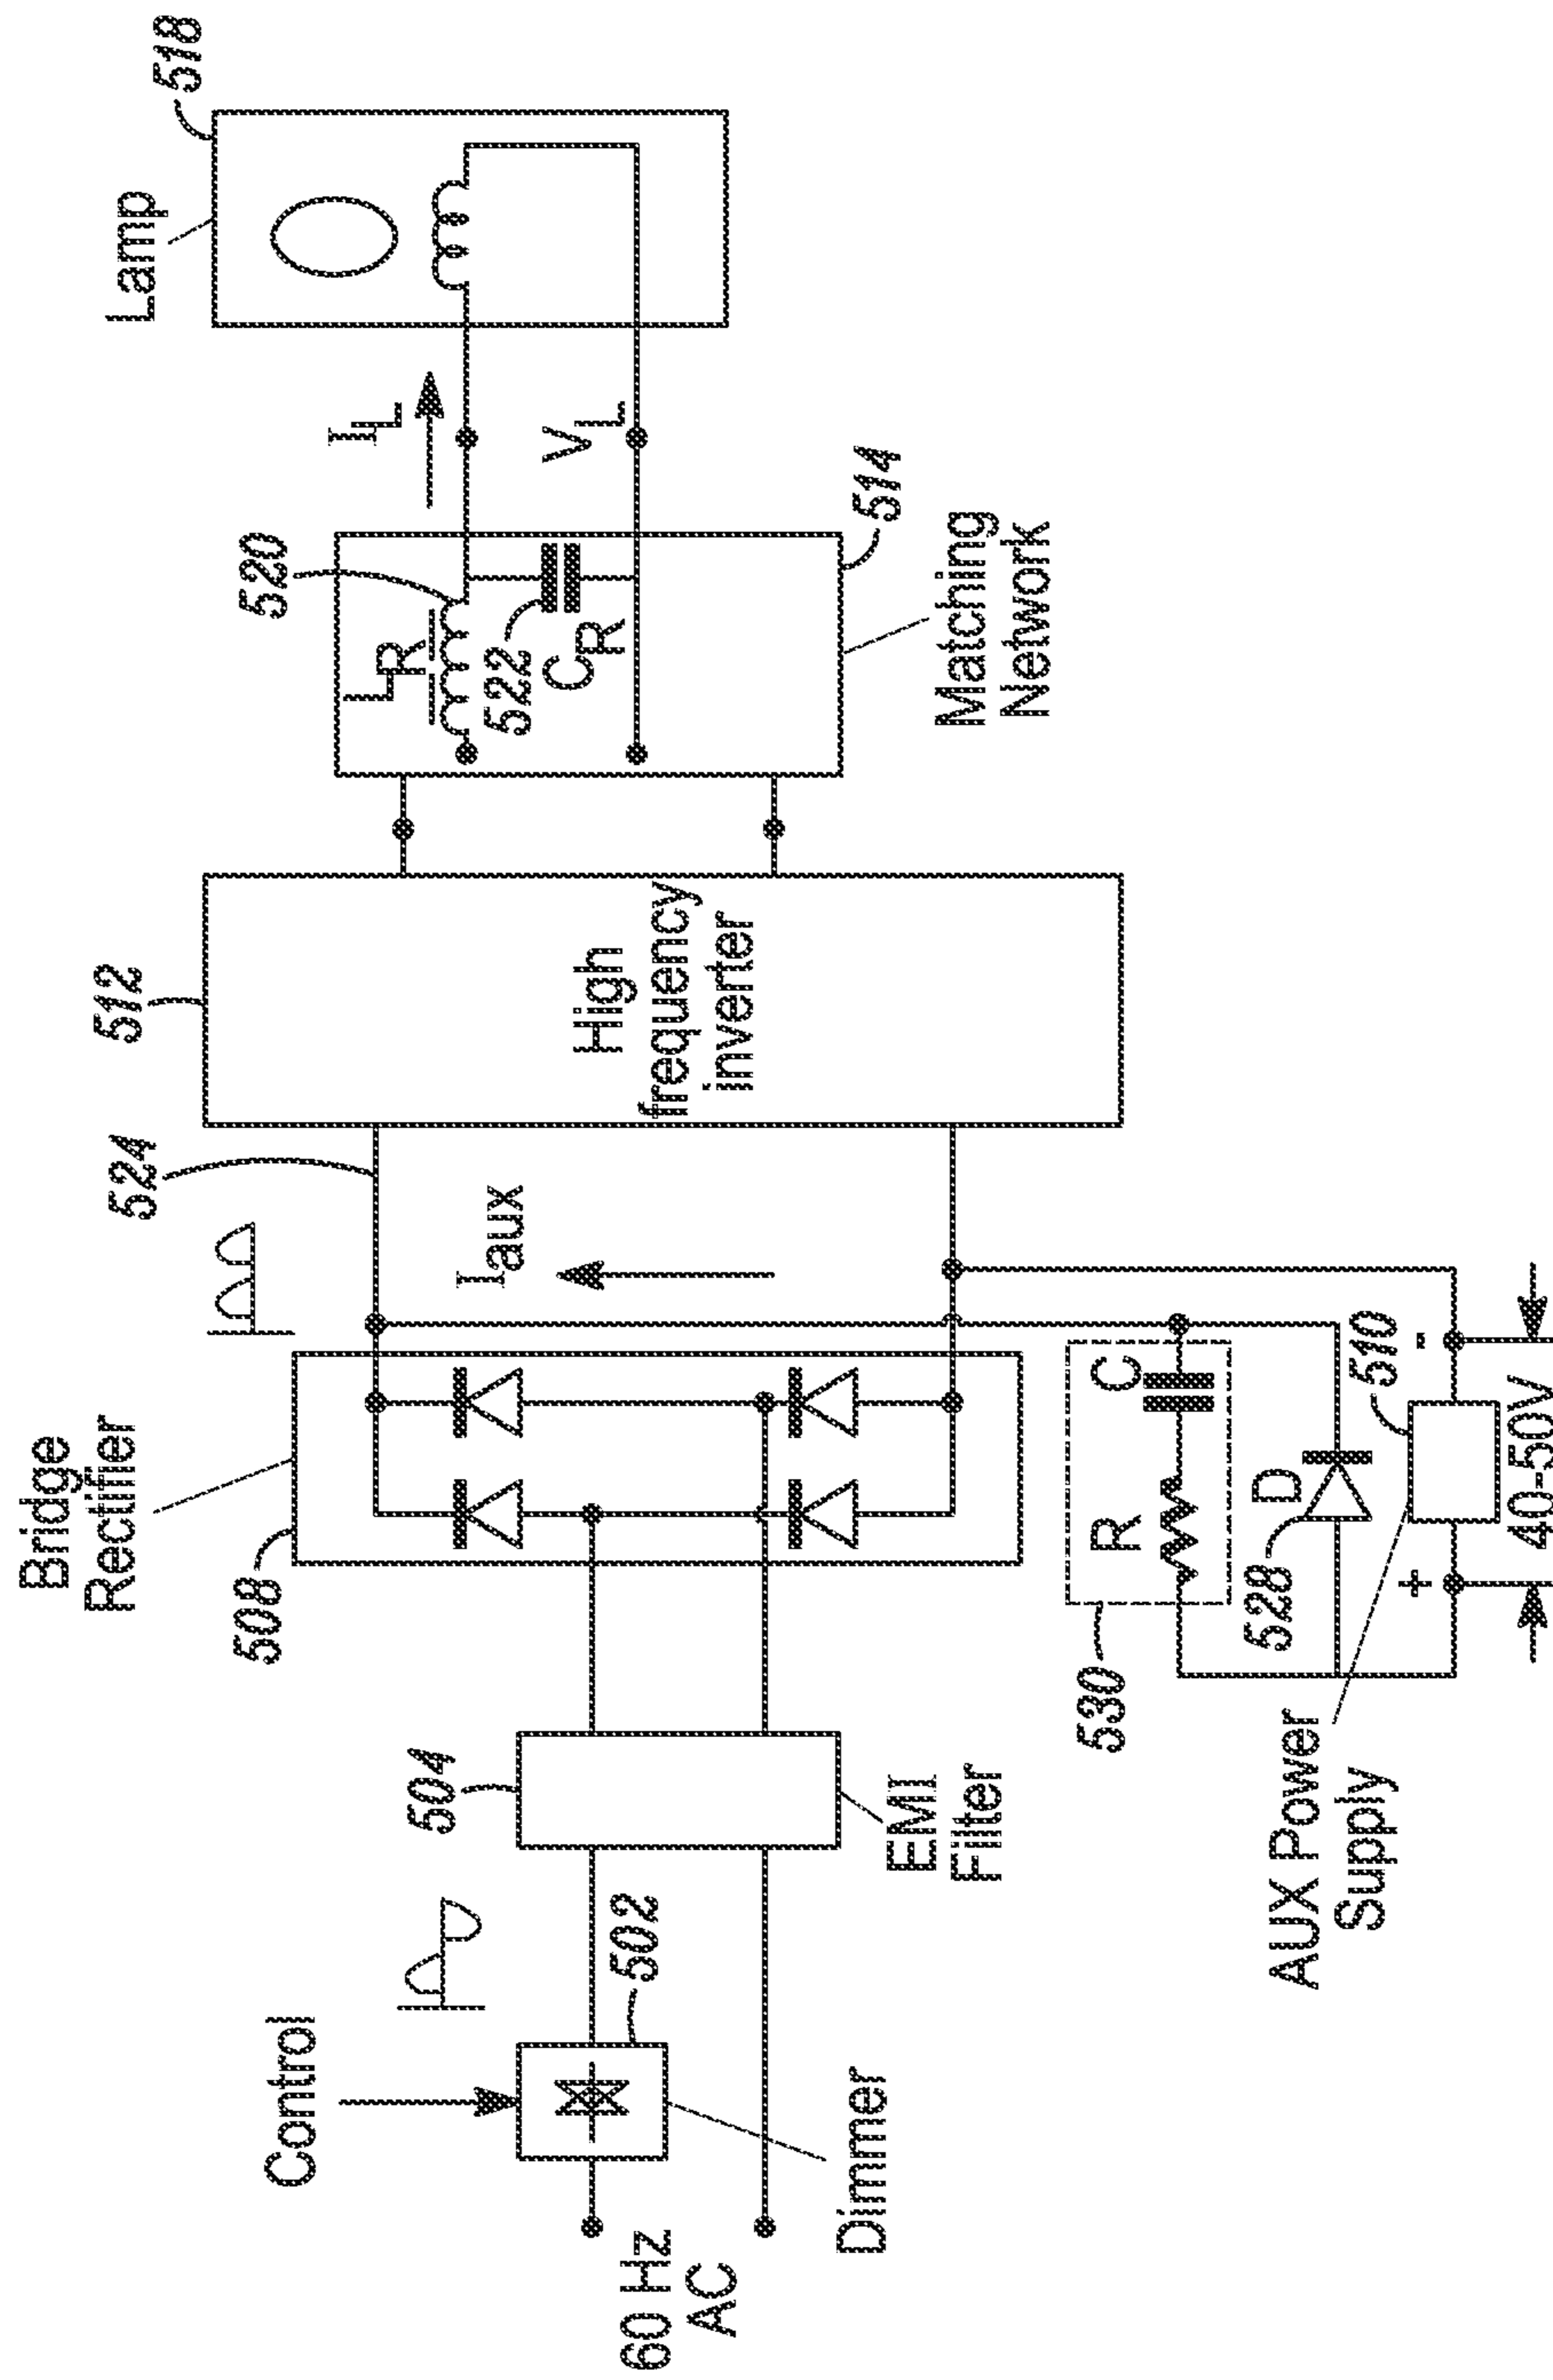 60 Hz
AC
Control
Dimmer
502
504
EMI
Filter
Bridge
Rectifier
508
524
I aux
530
R
C
528
D
510
+
-
40-50V
AUX Power
Supply
512
High
frequency
inverter
L R
520
522
C R
514
Matching
Network
I L
V L
Lamp
518